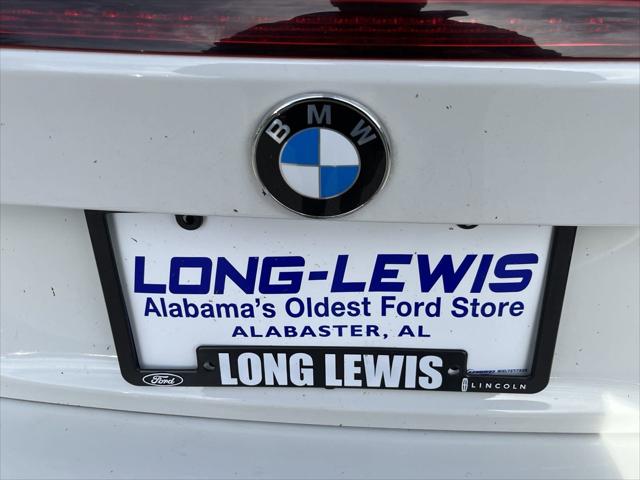 BMW
LONG-LEWIS
Alabama's Oldest Ford Store
ALABASTER, AL
LONG LEWIS
Ford
LINCOLN